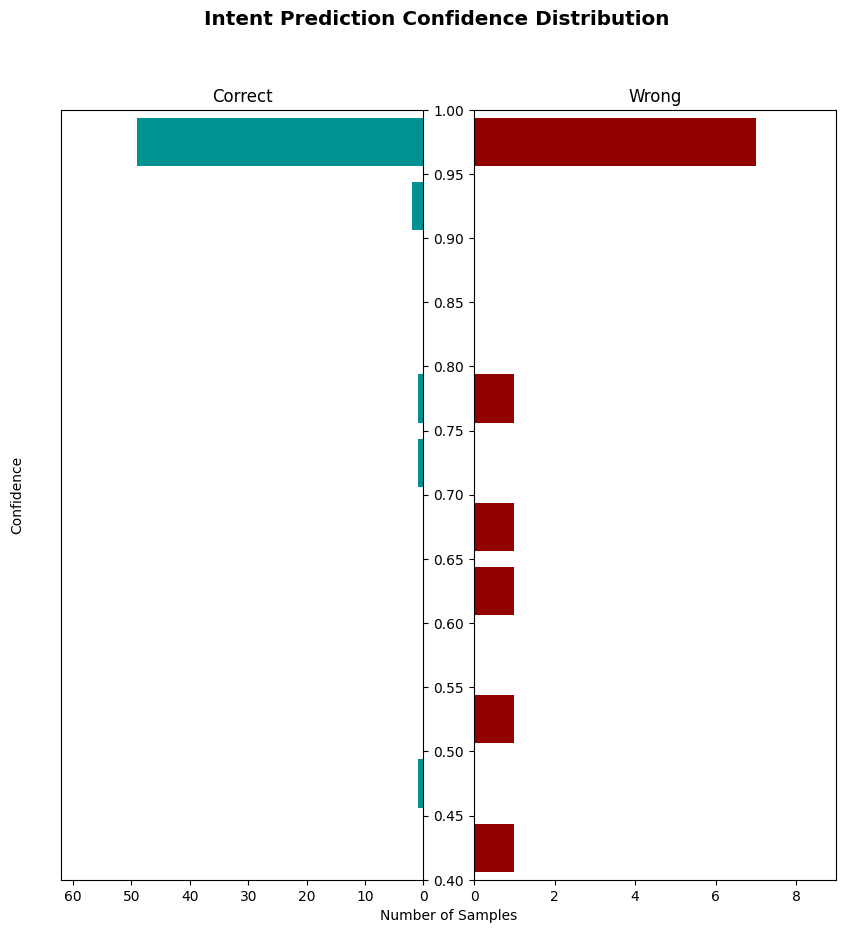 Intent Prediction Confidence Distribution
Correct
Wrong
1.00
0.95
0.90
0.85
0.80
0.75
0.70
0.65
0.60
0.55
0.50
0.45
0.40
Confidence
60 50 40 30 20 10 0
0 2 4 6 8
Number of Samples